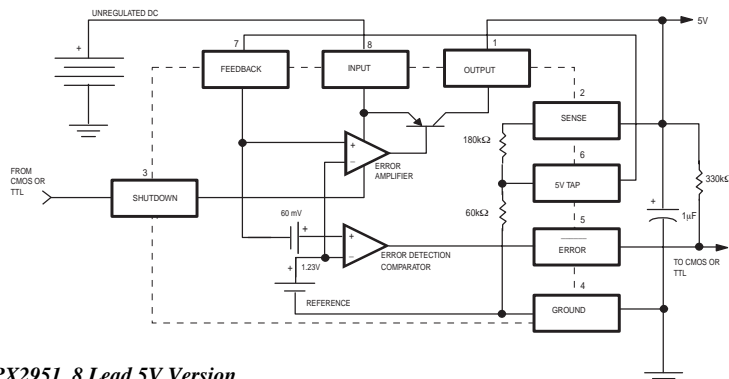 UNREGULATED DC
5V
7
8
1
FEEDBACK
INPUT
OUTPUT
2
SENSE
180kΩ
6
5V TAP
60kΩ
330kΩ
+
ERROR
AMPLIFIER
FROM
CMOS OR
TTL
3
SHUTDOWN
60 mV
1µF
5
ERROR
ERROR DETECTION
COMPARATOR
1.23V
TO CMOS OR
TTL
REFERENCE
4
GROUND
PX2951 8 Lead 5V Version